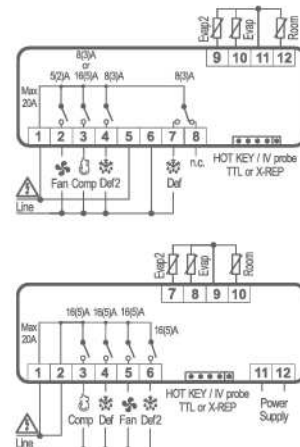 Evap2
Evap
Room
9 10 11 12
8(3)A
or
5(2)A 16(5)A 8(3)A 8(3)A
Max
20A
1 2 3 4 5 6 7 8
n.c.
HOT KEY / IV probe
TTL or X-REP
Fan Comp Def2 Def
Line
Evap2
Evap
Room
7 8 9 10
16(5)A 16(5)A 16(5)A
16(5)A
Max
20A
1 2 3 4 5 6 11 12
HOT KEY / IV probe
TTL or X-REP
Power
Supply
Comp Def Fan Def2
Line